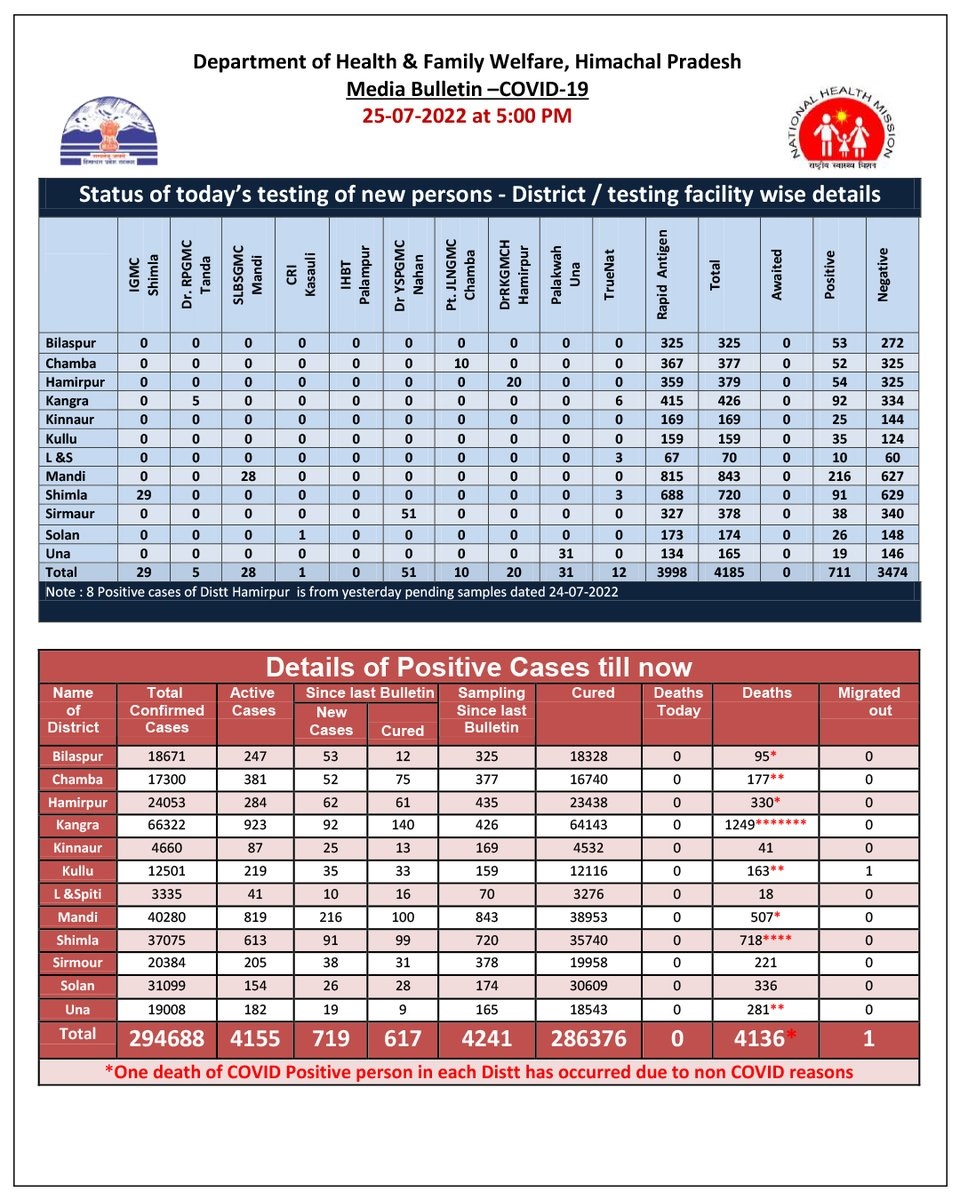 Department of Health & Family Welfare, Himachal Pradesh
Media Bulletin –COVID-19
25-07-2022 at 5:00 PM
NATIONAL HEALTH MISSION
राष्ट्रीय स्वास्थ्य मिशन
Status of today’s testing of new persons - District / testing facility wise details
IGMC Shimla Dr. RPGMC Tanda SLBSGMC Mandi CRI Kasauli IHBT Palampur Dr YSPGMC Nahan Pt. JLNGMC Chamba DrRKGMCH Hamirpur Palakwah Una TrueNat Rapid Antigen Total Awaited Positive Negative
Bilaspur 0 0 0 0 0 0 0 0 0 0 325 325 0 53 272
Chamba 0 0 0 0 0 0 10 0 0 0 367 377 0 52 325
Hamirpur 0 0 0 0 0 0 0 20 0 0 359 379 0 54 325
Kangra 0 5 0 0 0 0 0 0 0 6 415 426 0 92 334
Kinnaur 0 0 0 0 0 0 0 0 0 0 169 169 0 25 144
Kullu 0 0 0 0 0 0 0 0 0 0 159 159 0 35 124
L &S 0 0 0 0 0 0 0 0 0 3 67 70 0 10 60
Mandi 0 0 28 0 0 0 0 0 0 0 815 843 0 216 627
Shimla 29 0 0 0 0 0 0 0 0 3 688 720 0 91 629
Sirmaur 0 0 0 0 0 51 0 0 0 0 327 378 0 38 340
Solan 0 0 0 1 0 0 0 0 0 0 173 174 0 26 148
Una 0 0 0 0 0 0 0 0 31 0 134 165 0 19 146
Total 29 5 28 1 0 51 10 20 31 12 3998 4185 0 711 3474
Note : 8 Positive cases of Distt Hamirpur is from yesterday pending samples dated 24-07-2022
Details of Positive Cases till now
Name of District Total Confirmed Cases Active Cases Since last Bulletin New Cases Cured Sampling Since last Bulletin Cured Deaths Today Deaths Migrated out
Bilaspur 18671 247 53 12 325 18328 0 95* 0
Chamba 17300 381 52 75 377 16740 0 177** 0
Hamirpur 24053 284 62 61 435 23438 0 330* 0
Kangra 66322 923 92 140 426 64143 0 1249******* 0
Kinnaur 4660 87 25 13 169 4532 0 41 0
Kullu 12501 219 35 33 159 12116 0 163** 1
L &Spiti 3335 41 10 16 70 3276 0 18 0
Mandi 40280 819 216 100 843 38953 0 507* 0
Shimla 37075 613 91 99 720 35740 0 718**** 0
Sirmour 20384 205 38 31 378 19958 0 221 0
Solan 31099 154 26 28 174 30609 0 336 0
Una 19008 182 19 9 165 18543 0 281** 0
Total 294688 4155 719 617 4241 286376 0 4136* 1
*One death of COVID Positive person in each Distt has occurred due to non COVID reasons